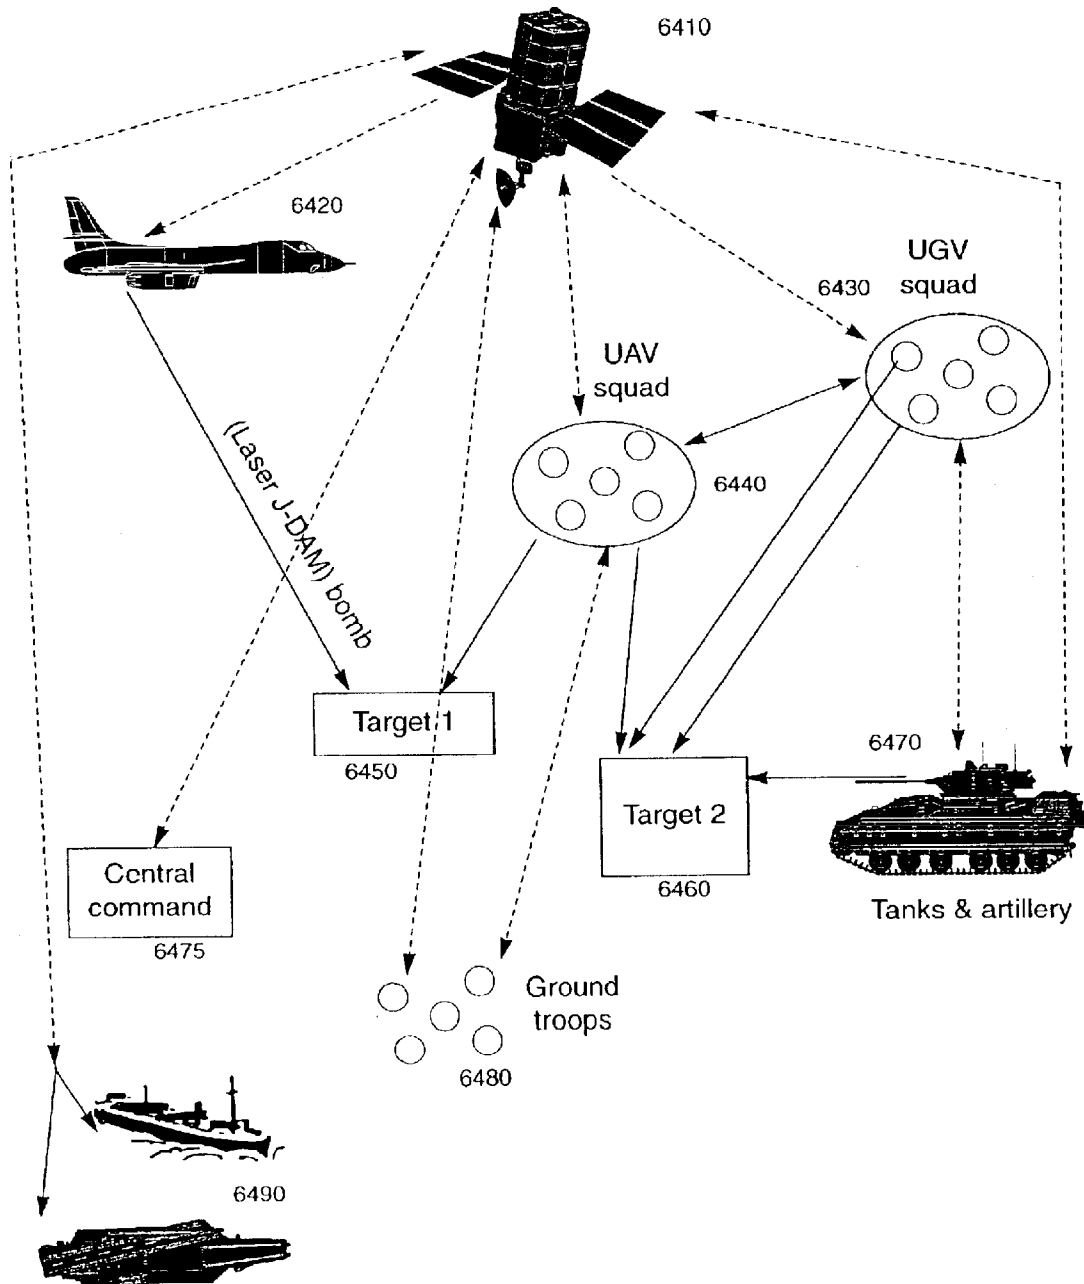 6410
6420
UGV
squad
6430
UAV
squad
6440
(Laser J-DAM) bomb
Target 1
6450
6470
Target 2
6460
Central
command
6475
Tanks & artillery
Ground
troops
6480
6490